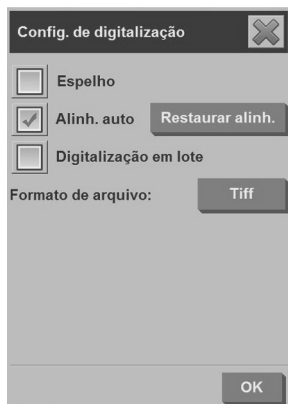 Config. de digitalização
Espelho
Alinh. auto Restaurar alinh.
Digitalização em lote
Formato de arquivo: Tiff
OK